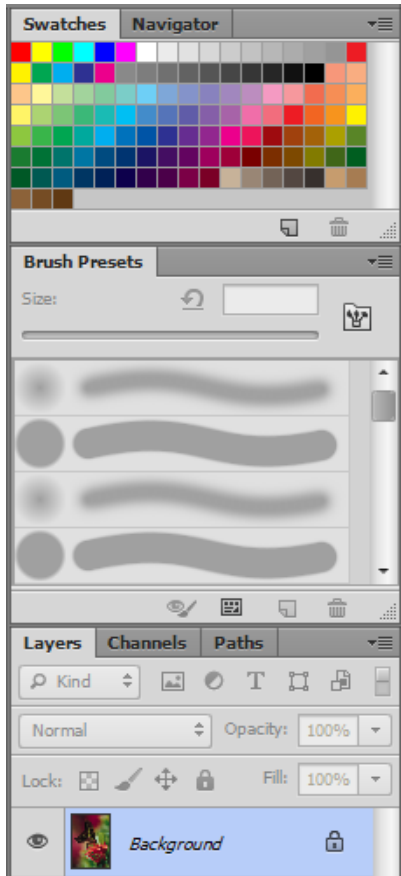 Swatches Navigator
Brush Presets
Size:
Layers Channels Paths
Kind T
Normal Opacity: 100%
Lock: Fill: 100%
Background